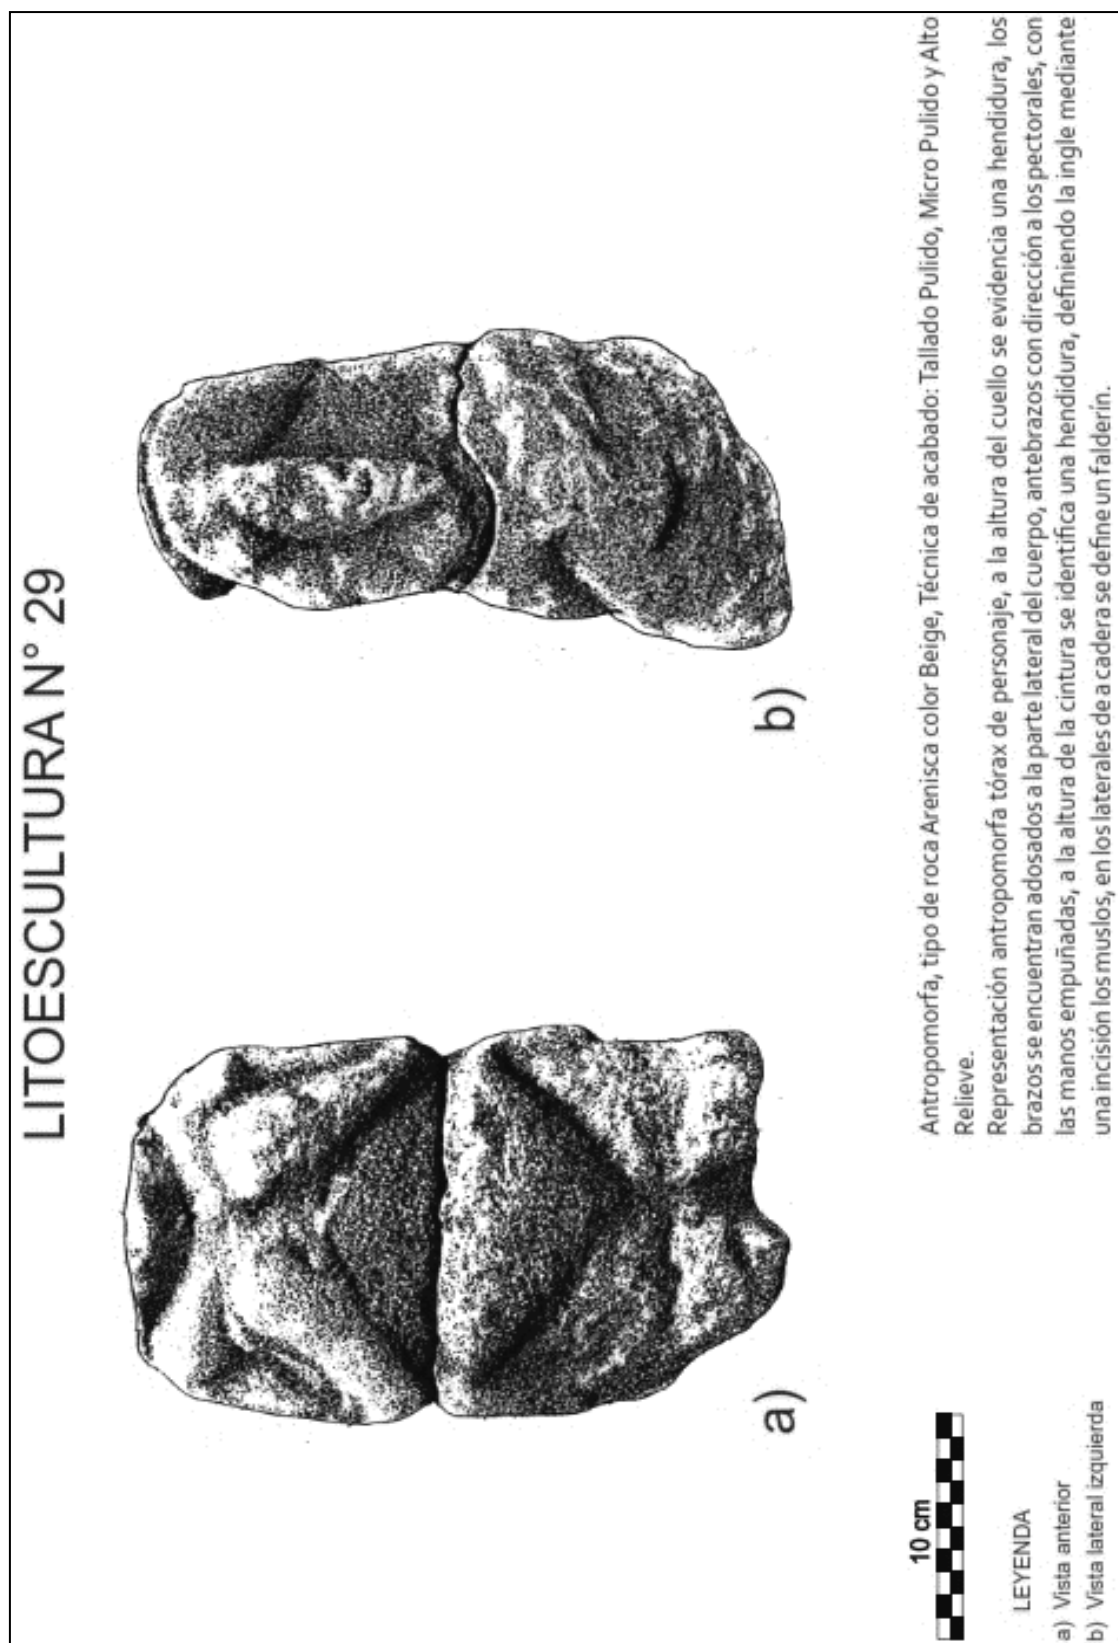 LITOESCULTURA N° 29
a)
b)
10 cm
LEYENDA
a) Vista anterior
b) Vista lateral izquierda
Antropomorfa, tipo de roca Arenisca color Beige, Técnica de acabado: Tallado Pulido, Micro Pulido y Alto
Relieve.
Representación antropomorfa tórax de personaje, a la altura del cuello se evidencia una hendidura, los
brazos se encuentran adosados a la parte lateral del cuerpo, antebrazos con dirección a los pectorales, con
las manos empuñadas, a la altura de la cintura se identifica una hendidura, definiendo la ingle mediante
una incisión los muslos, en los laterales de a cadera se define un falderín.